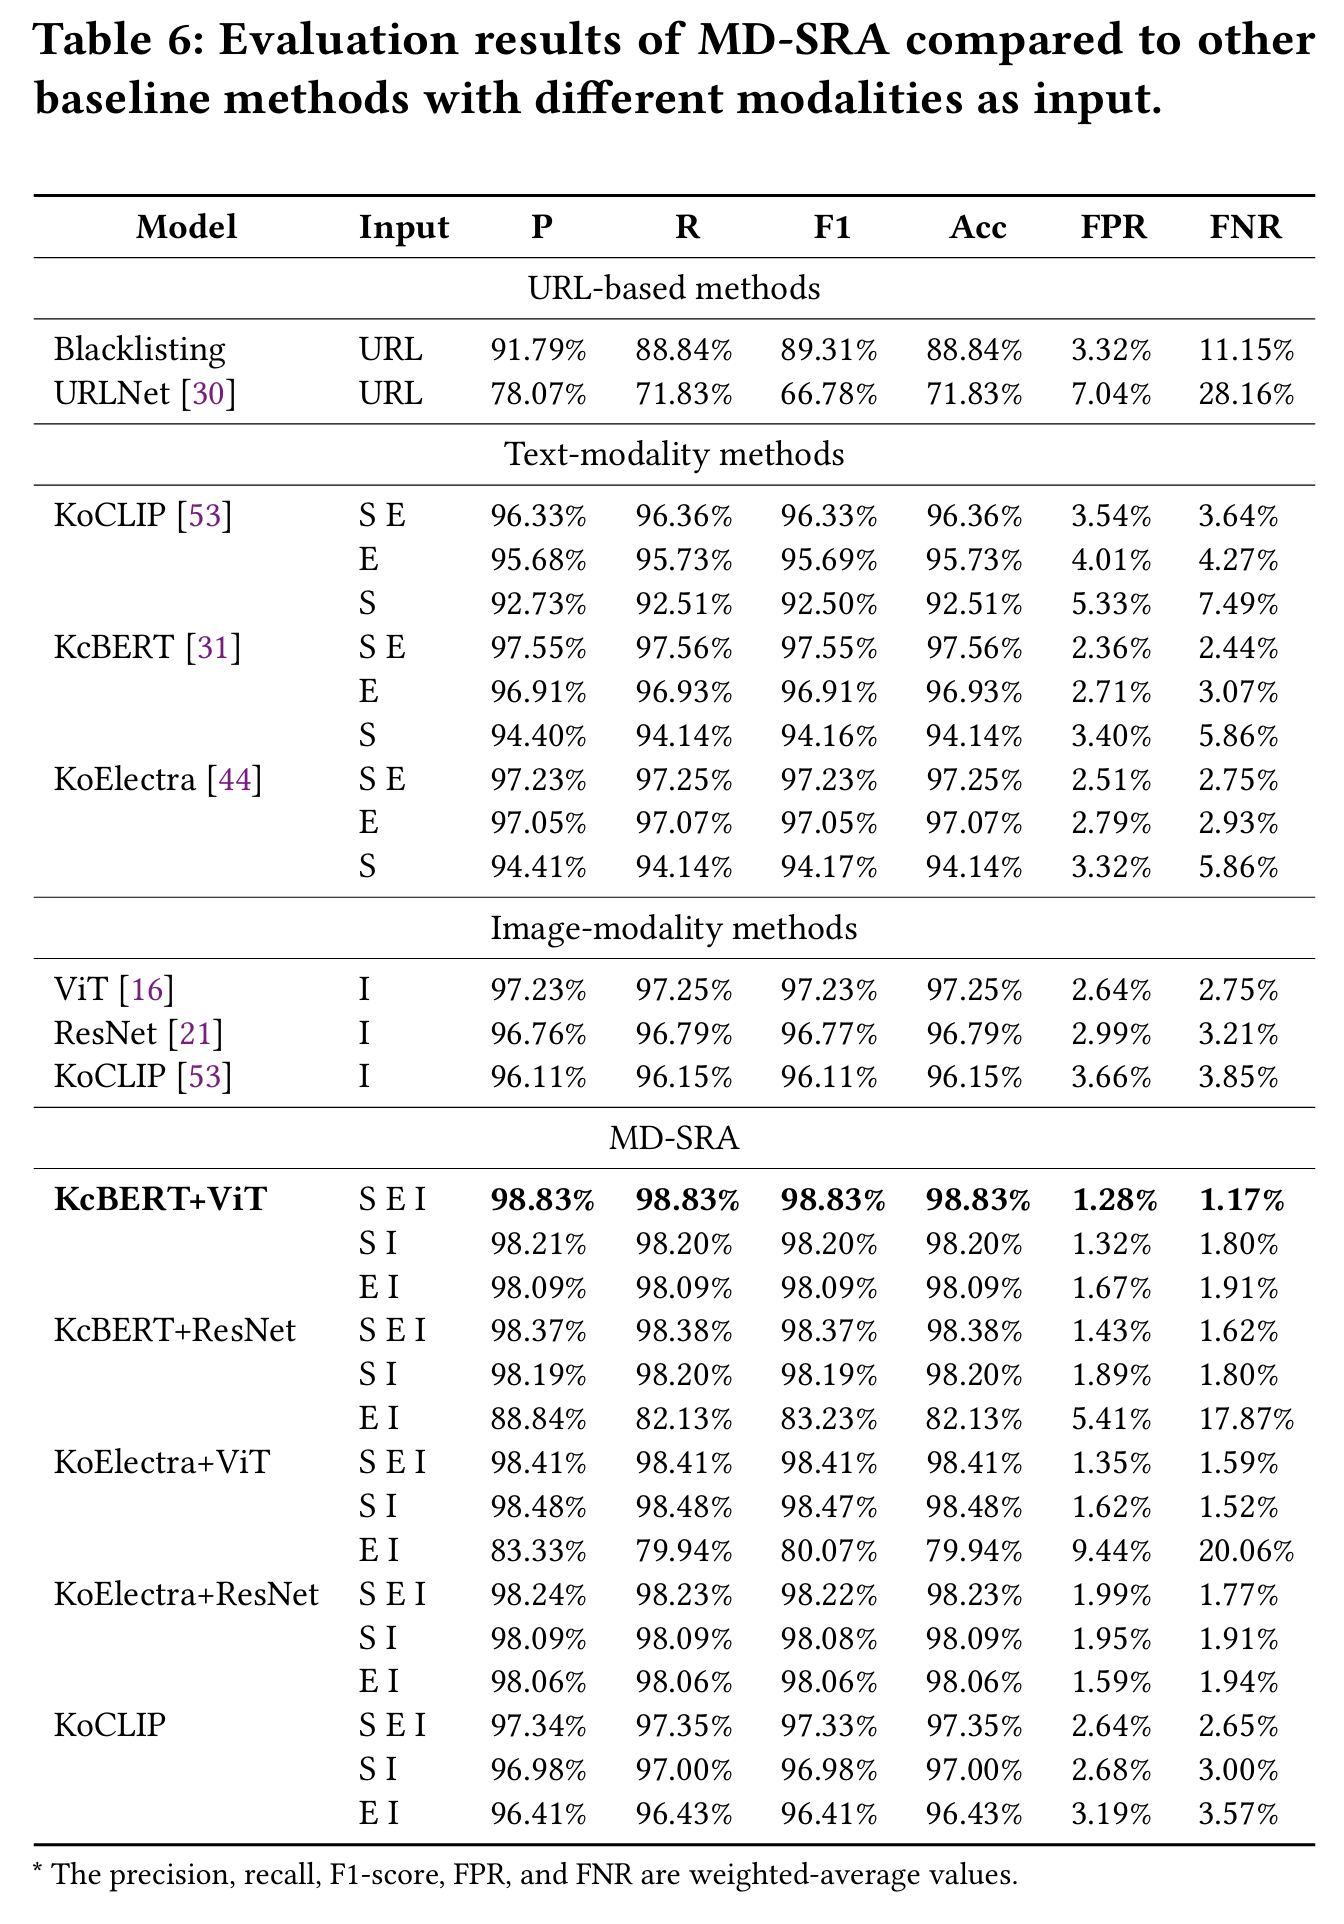 Table 6: Evaluation results of MD-SRA compared to other
baseline methods with different modalities as input.
Model Input P R F1 Acc FPR FNR
URL-based methods
Blacklisting URL 91.79% 88.84% 89.31% 88.84% 3.32% 11.15%
URLNet [30] URL 78.07% 71.83% 66.78% 71.83% 7.04% 28.16%
Text-modality methods
KoCLIP [53] S E 96.33% 96.36% 96.33% 96.36% 3.54% 3.64%
E 95.68% 95.73% 95.69% 95.73% 4.01% 4.27%
S 92.73% 92.51% 92.50% 92.51% 5.33% 7.49%
KcBERT [31] S E 97.55% 97.56% 97.55% 97.56% 2.36% 2.44%
E 96.91% 96.93% 96.91% 96.93% 2.71% 3.07%
S 94.40% 94.14% 94.16% 94.14% 3.40% 5.86%
KoElectra [44] S E 97.23% 97.25% 97.23% 97.25% 2.51% 2.75%
E 97.05% 97.07% 97.05% 97.07% 2.79% 2.93%
S 94.41% 94.14% 94.17% 94.14% 3.32% 5.86%
Image-modality methods
ViT [16] I 97.23% 97.25% 97.23% 97.25% 2.64% 2.75%
ResNet [21] I 96.76% 96.79% 96.77% 96.79% 2.99% 3.21%
KoCLIP [53] I 96.11% 96.15% 96.11% 96.15% 3.66% 3.85%
MD-SRA
KcBERT+ViT S E I 98.83% 98.83% 98.83% 98.83% 1.28% 1.17%
S I 98.21% 98.20% 98.20% 98.20% 1.32% 1.80%
E I 98.09% 98.09% 98.09% 98.09% 1.67% 1.91%
KcBERT+ResNet S E I 98.37% 98.38% 98.37% 98.38% 1.43% 1.62%
S I 98.19% 98.20% 98.19% 98.20% 1.89% 1.80%
E I 88.84% 82.13% 83.23% 82.13% 5.41% 17.87%
KoElectra+ViT S E I 98.41% 98.41% 98.41% 98.41% 1.35% 1.59%
S I 98.48% 98.48% 98.47% 98.48% 1.62% 1.52%
E I 83.33% 79.94% 80.07% 79.94% 9.44% 20.06%
KoElectra+ResNet S E I 98.24% 98.23% 98.22% 98.23% 1.99% 1.77%
S I 98.09% 98.09% 98.08% 98.09% 1.95% 1.91%
E I 98.06% 98.06% 98.06% 98.06% 1.59% 1.94%
KoCLIP S E I 97.34% 97.35% 97.33% 97.35% 2.64% 2.65%
S I 96.98% 97.00% 96.98% 97.00% 2.68% 3.00%
E I 96.41% 96.43% 96.41% 96.43% 3.19% 3.57%
* The precision, recall, F1-score, FPR, and FNR are weighted-average values.